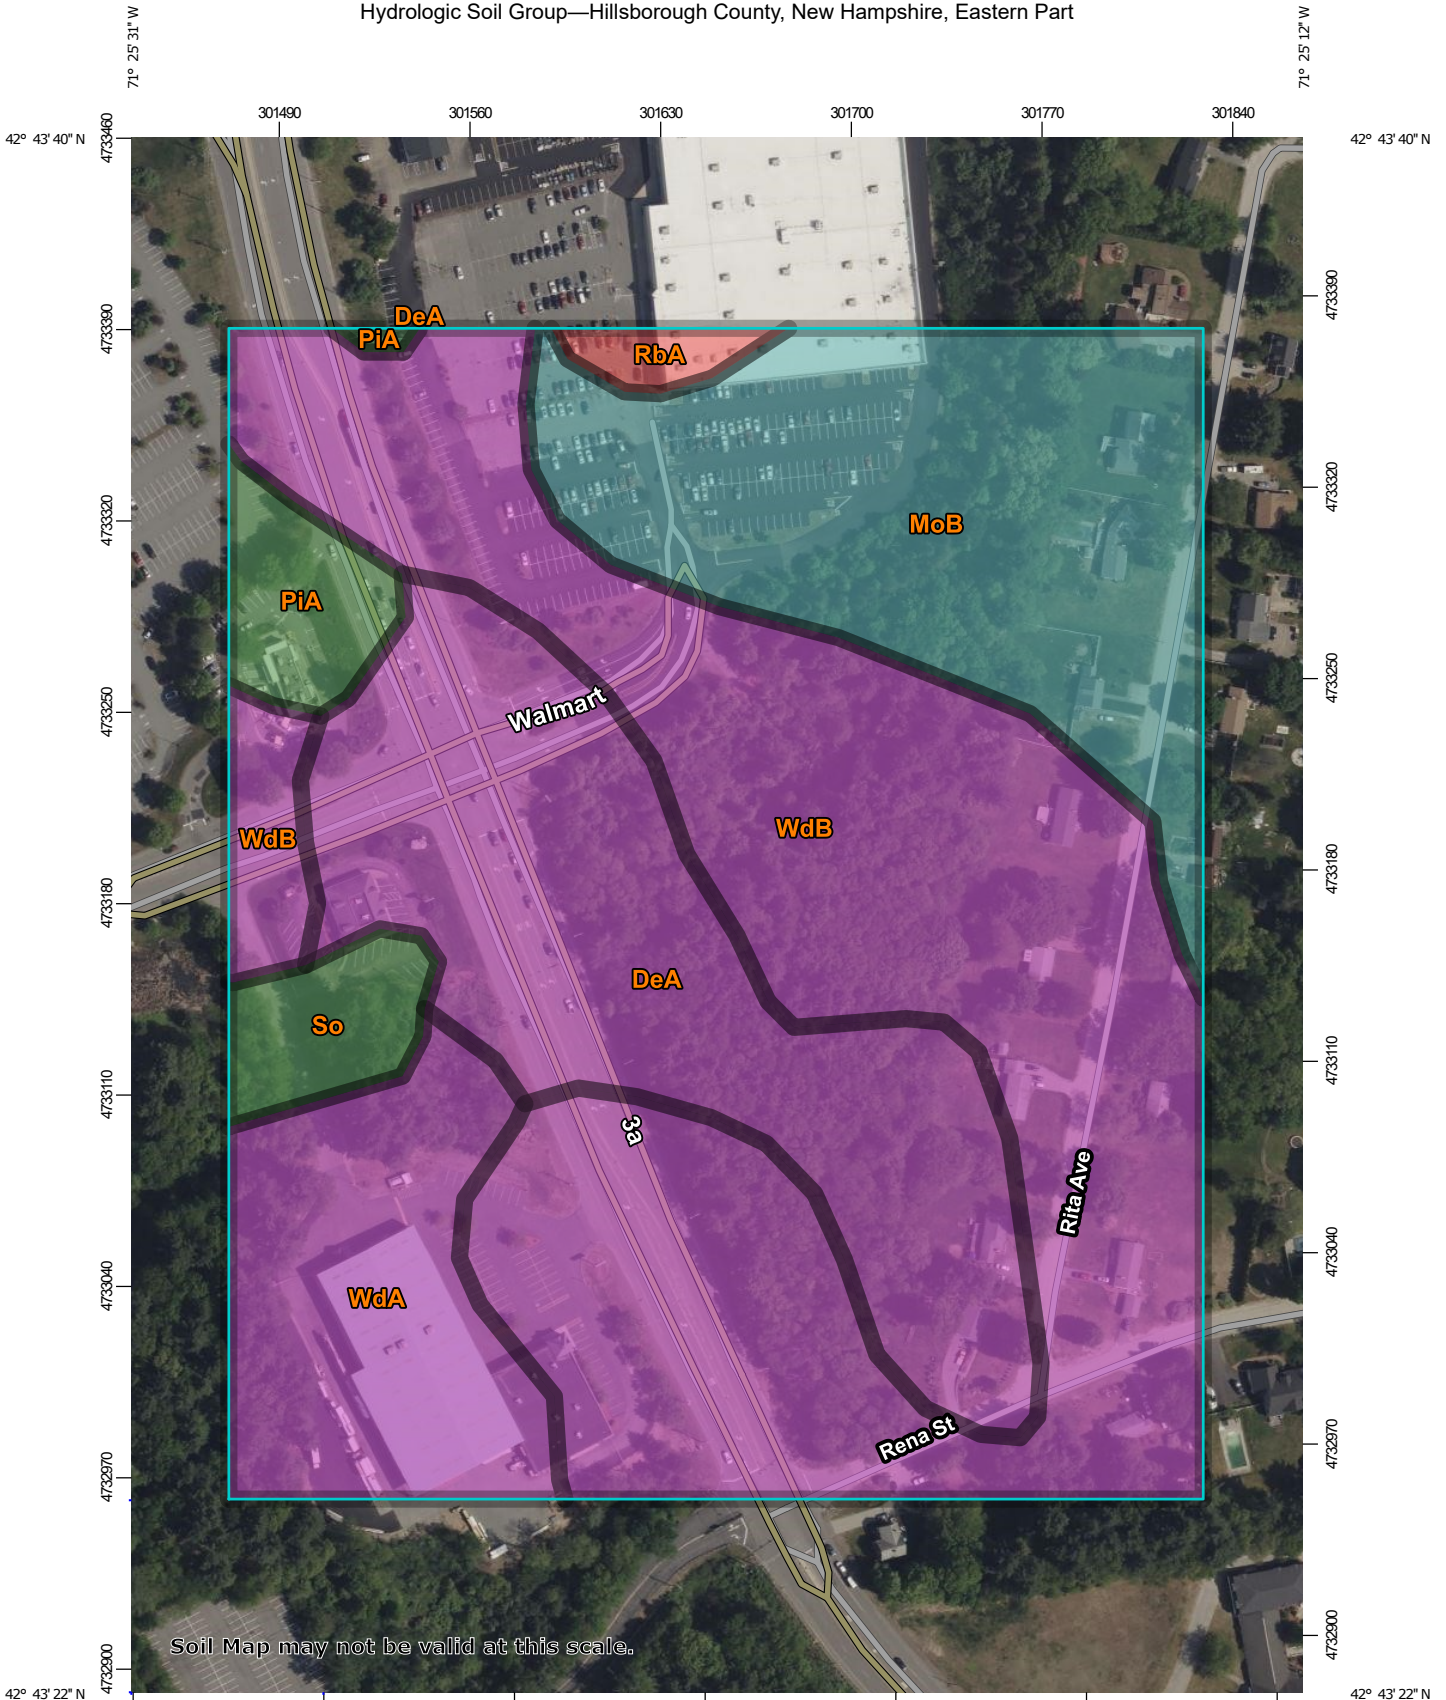 Hydrologic Soil Group—Hillsborough County, New Hampshire, Eastern Part
71° 25' 31" W
71° 25' 12" W
301490 301560 301630 301700 301770 301840
42° 43' 40" N
42° 43' 40" N
4733460
4733390
4733320
4733250
4733180
4733110
4733040
4732970
4732900
4733390
4733320
4733250
4733180
4733110
4733040
4732970
4732900
DeA
PiA
RbA
MoB
PiA
Walmart
WdB
WdB
DeA
So
3a
Rita Ave
WdA
Rena St
Soil Map may not be valid at this scale.
42° 43' 22" N
42° 43' 22" N